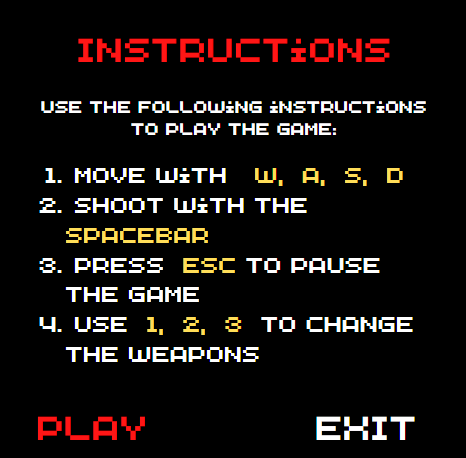 INSTRUCTiONS
USE THE FOLLOWiNG iNSTRUCTiONS
TO PLAY THE GAME:
1. MOVE WiTH W, A, S, D
2. SHOOT WiTH THE
SPACEBAR
3. PRESS ESC TO PAUSE
THE GAME
4. USE 1, 2, 3 TO CHANGE
THE WEAPONS
PLAY EXIT